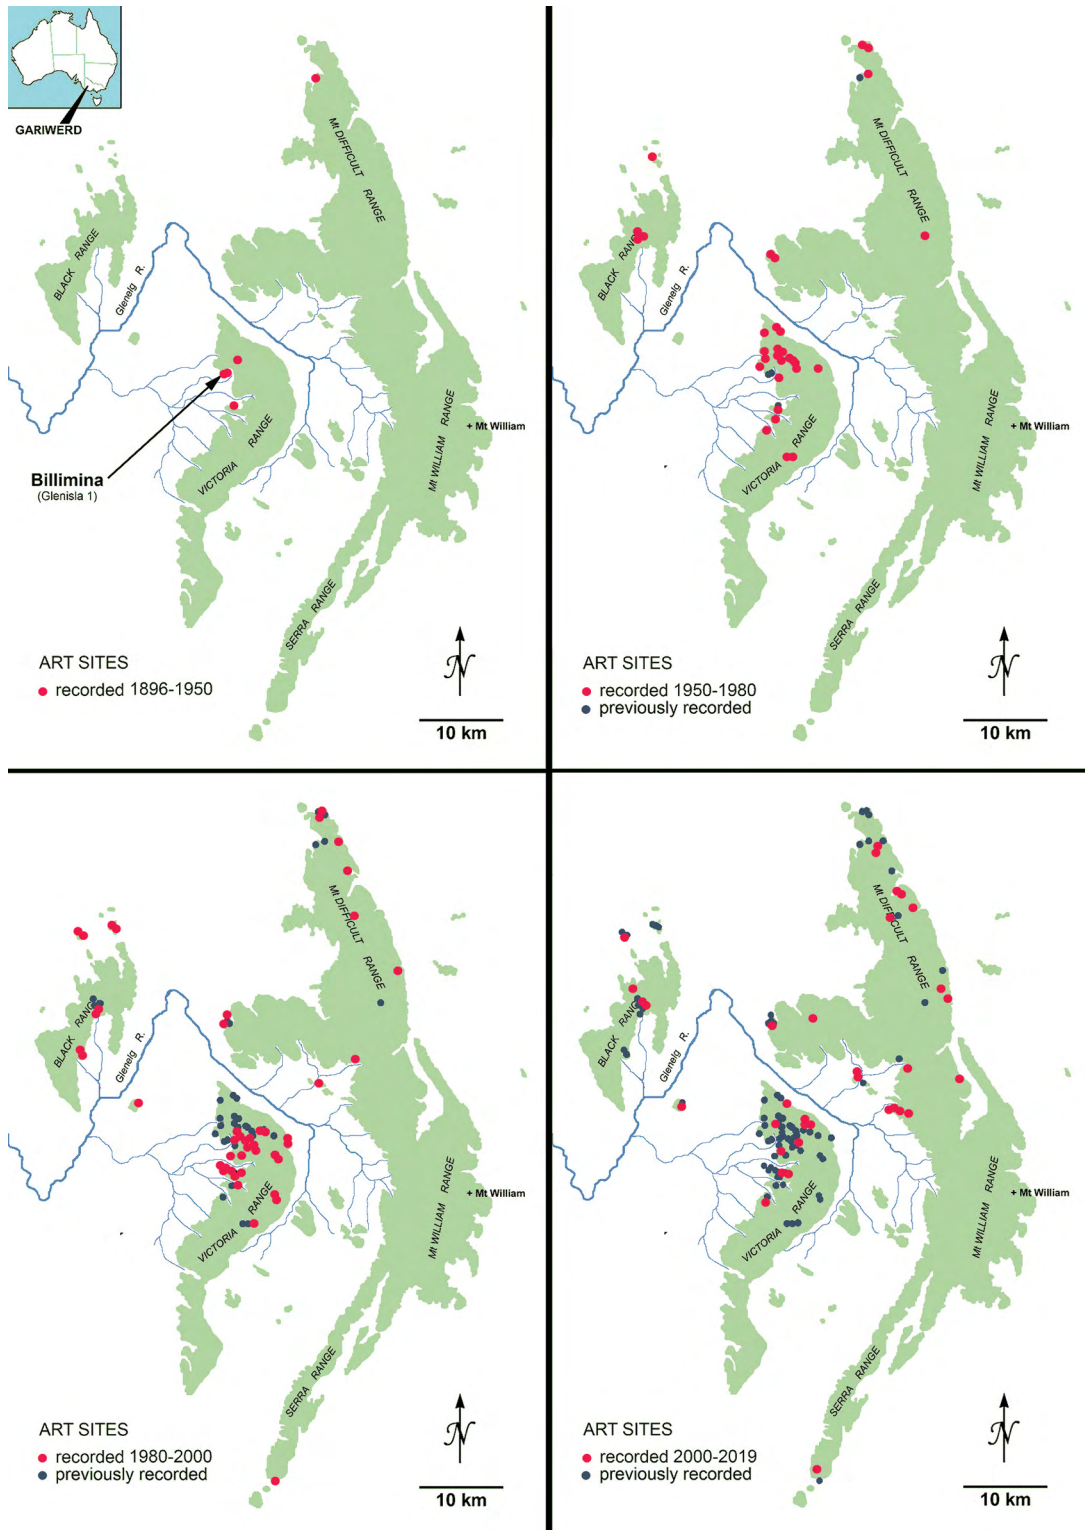 GARIWERD
Mt DIFFICULT RANGE
BLACK RANGE
Glenelg R.
+ Mt William
Mt WILLIAM RANGE
VICTORIA RANGE
Billimina
(Glenisla 1)
SERRA RANGE
ART SITES
N
recorded 1896-1950
10 km
Mt DIFFICULT RANGE
BLACK RANGE
Glenelg R.
+ Mt William
Mt WILLIAM RANGE
VICTORIA RANGE
SERRA RANGE
ART SITES
N
recorded 1950-1980
previously recorded
10 km
Mt DIFFICULT RANGE
BLACK RANGE
Glenelg R.
+ Mt William
Mt WILLIAM RANGE
VICTORIA RANGE
SERRA RANGE
ART SITES
N
recorded 1980-2000
previously recorded
10 km
Mt DIFFICULT RANGE
BLACK RANGE
Glenelg R.
+ Mt William
Mt WILLIAM RANGE
VICTORIA RANGE
SERRA RANGE
ART SITES
N
recorded 2000-2019
previously recorded
10 km